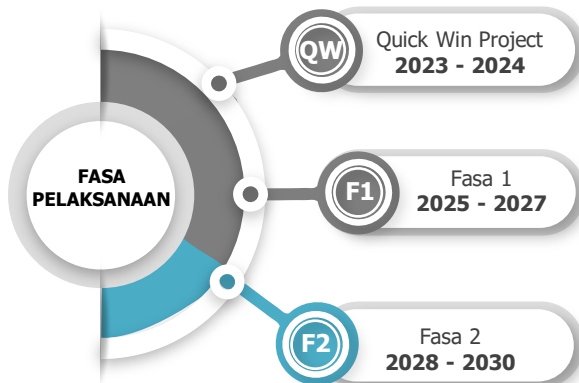 QW
Quick Win Project
2023 - 2024
FASA
PELAKSANAAN
F1
Fasa 1
2025 - 2027
F2
Fasa 2
2028 - 2030